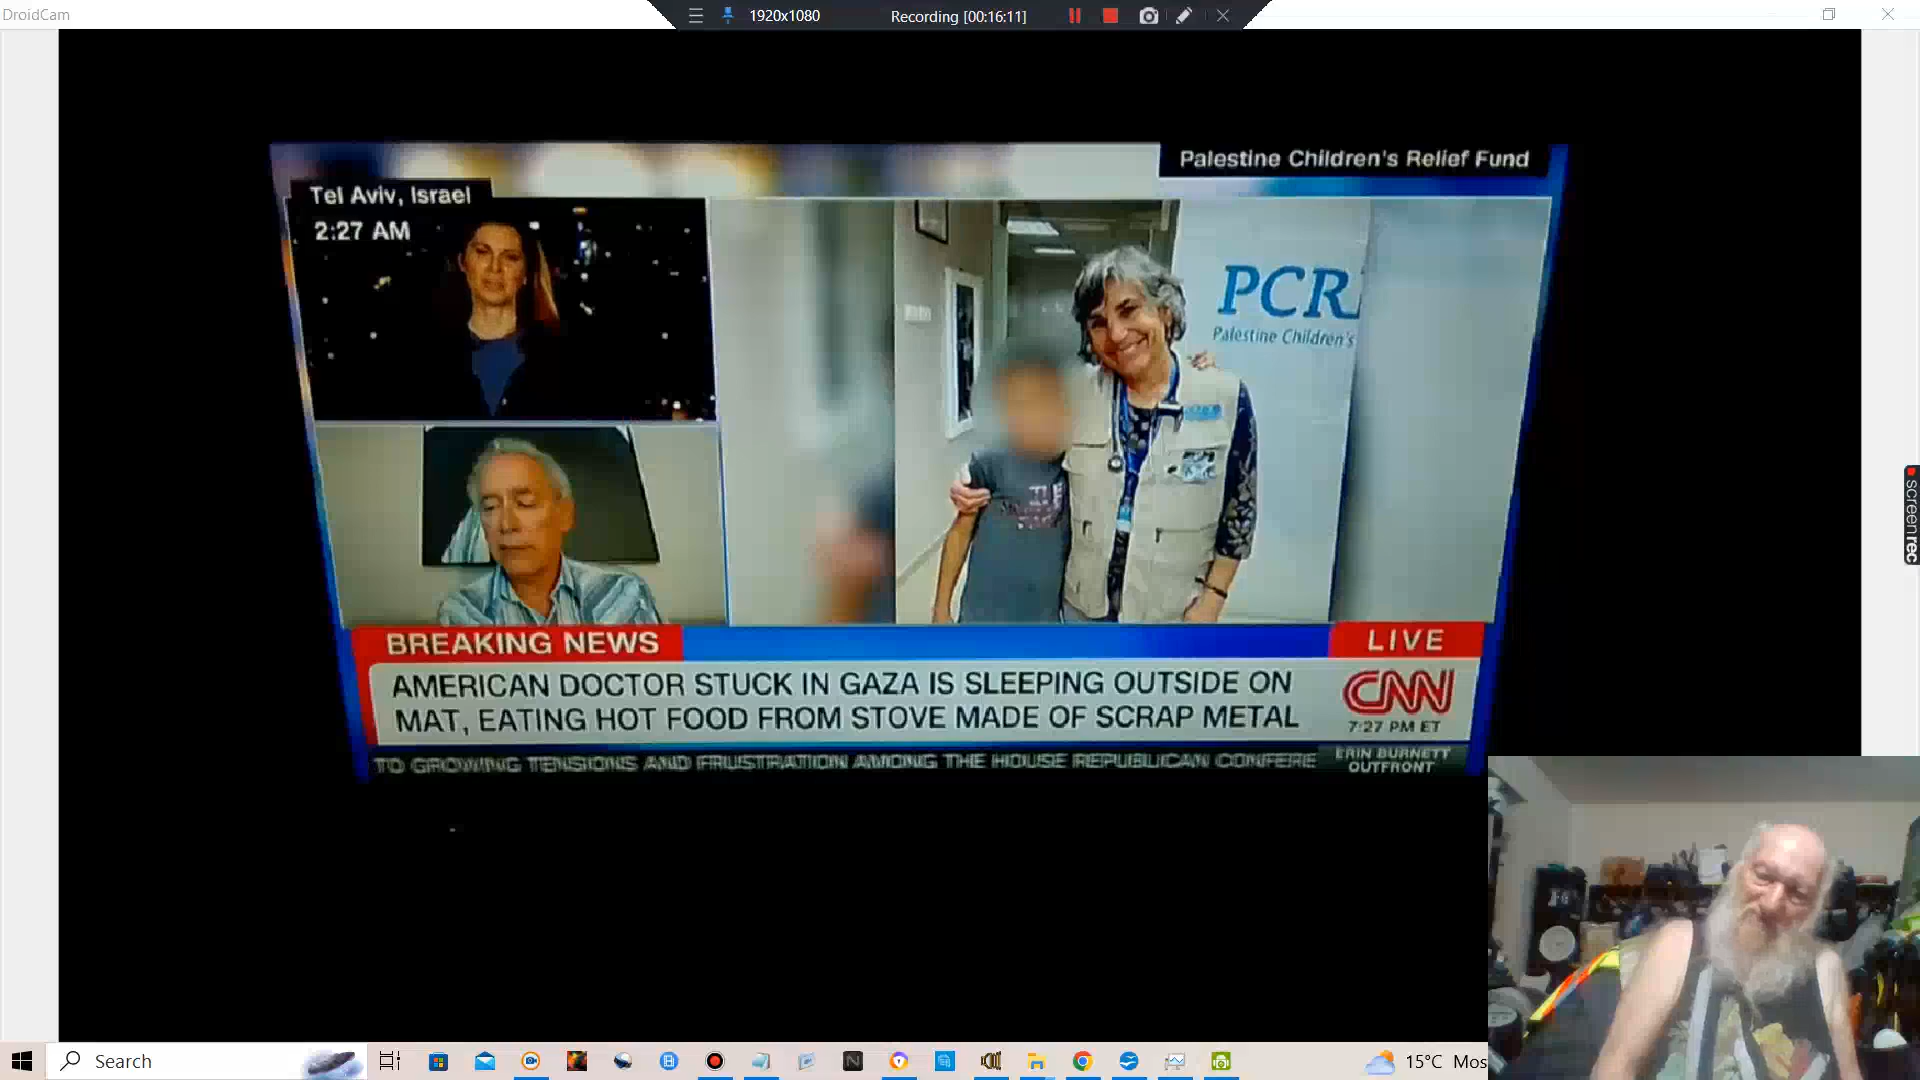 DroidCam
1920x1080
Recording [00:16:11]
Palestine Children's Relief Fund
Tel Aviv, Israel
2:27 AM
PCR
Palestine Children's
THE
BREAKING NEWS
LIVE
AMERICAN DOCTOR STUCK IN GAZA IS SLEEPING OUTSIDE ON
MAT, EATING HOT FOOD FROM STOVE MADE OF SCRAP METAL
CNN
7:27 PM ET
TO GROWING TENSIONS AND FRUSTRATION AMONG THE HOUSE REPUBLICAN CONFERE
ERIN BURNETT
OUTFRONT
screenrec
Search
15°C Mos